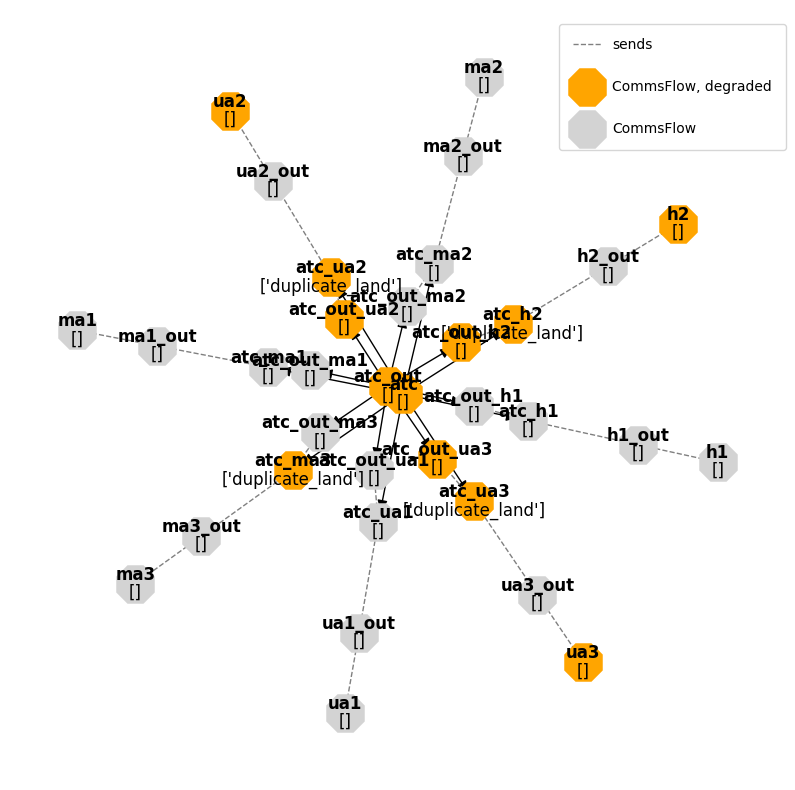 sends
CommsFlow, degraded
CommsFlow
ma2
[]
ua2
[]
ma2_out
[]
ua2_out
[]
h2
[]
h2_out
[]
atc_ma2
[]
atc_ua2
['duplicate_land']
atc_out_ma2
[]
atc_out_ua2
[]
atc_h2
['duplicate_land']
atc_out_h2
[]
ma1
[]
ma1_out
[]
atc_ma1
[]
atc_out_ma1
[]
atc_out
[]
atc
[]
atc_out_h1
[]
atc_h1
[]
h1_out
[]
h1
[]
atc_out_ma3
[]
atc_ma3
['duplicate_land']
atc_out_ua1
[]
atc_out_ua3
[]
atc_ua3
['duplicate_land']
atc_ua1
[]
ma3_out
[]
ma3
[]
ua3_out
[]
ua1_out
[]
ua3
[]
ua1
[]